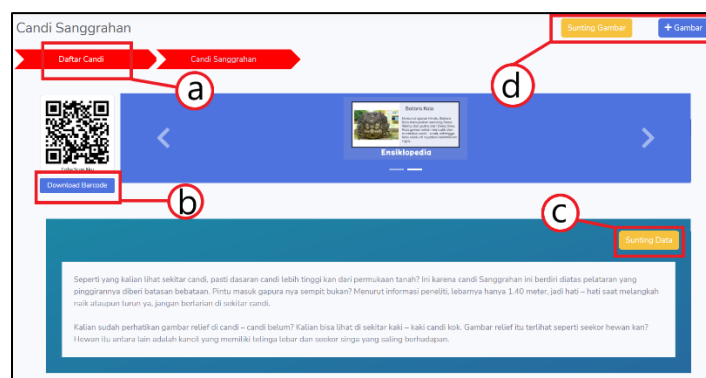 Candi Sanggrahan
Sunting Gambar
+ Gambar
Daftar Candi
Candi Sanggrahan
a
d
Batara Kala
Ensiklopedia
Download Barcode
b
c
Sunting Data
Seperti yang kalian lihat sekitar candi, pasti dasaran candi lebih tinggi kan dari permukaan tanah? Ini karena candi Sanggrahan ini berdiri diatas pelataran yang
pinggirannya diberi batasan bebataan. Pintu masuk gapura nya sempit bukan? Menurut informasi peneliti, lebarnya hanya 1.40 meter, jadi hati – hati saat melangkah
naik ataupun turun ya, jangan berlarian di sekitar candi.
Kalian sudah perhatikan gambar relief di candi – candi belum? Kalian bisa lihat di sekitar kaki – kaki candi kok. Gambar relief itu terlihat seperti seekor hewan kan?
Hewan itu antara lain adalah kancil yang memiliki telinga lebar dan seekor singa yang saling berhadapan.